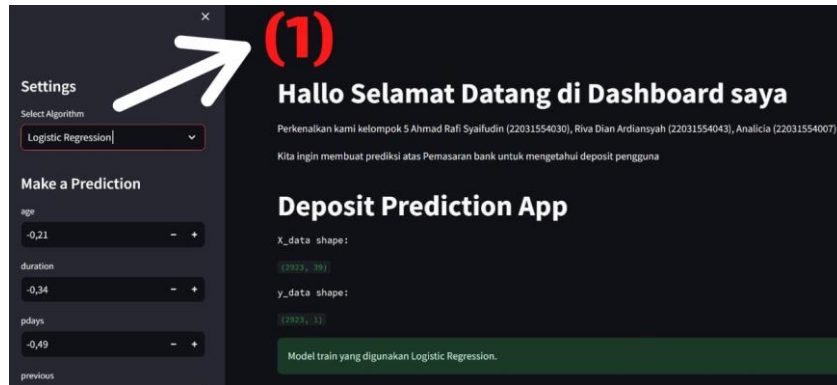 ×
(1)
Settings
Select Algorithm
Logistic Regression
Make a Prediction
age
-0,21 - +
duration
-0,34 - +
pdays
-0,49 - +
previous
Hallo Selamat Datang di Dashboard saya
Perkenalkan kami kelompok 5 Ahmad Rafi Syaifudin (22031554030), Riva Dian Ardiansyah (22031554043), Analicia (22031554007)
Kita ingin membuat prediksi atas Pemasaran bank untuk mengetahui deposit pengguna
Deposit Prediction App
X_data shape:
(2923, 39)
y_data shape:
(2923, 1)
Model train yang digunakan Logistic Regression.